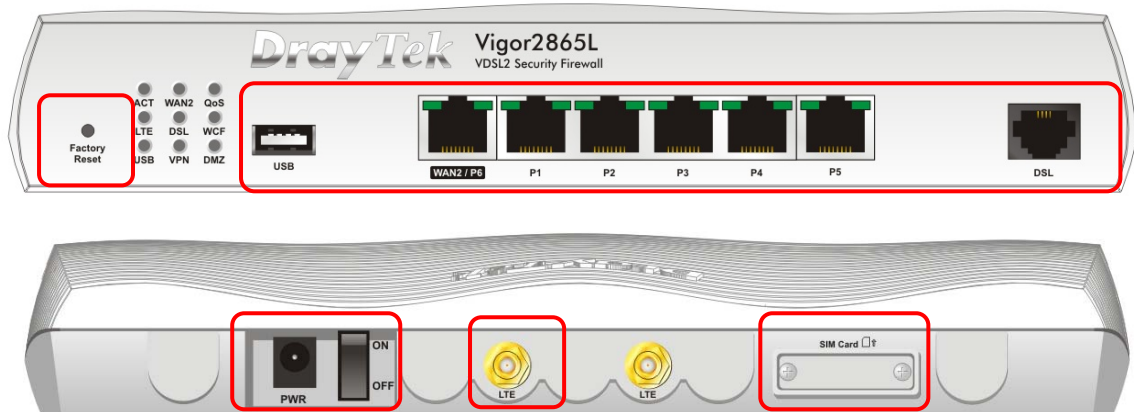 DrayTek Vigor2865L
VDSL2 Security Firewall
ACT WAN2 QoS
LTE DSL WCF
USB VPN DMZ
Factory
Reset
USB
WAN2 / P6 P1 P2 P3 P4 P5
DSL
PWR
ON
OFF
LTE
LTE
SIM Card